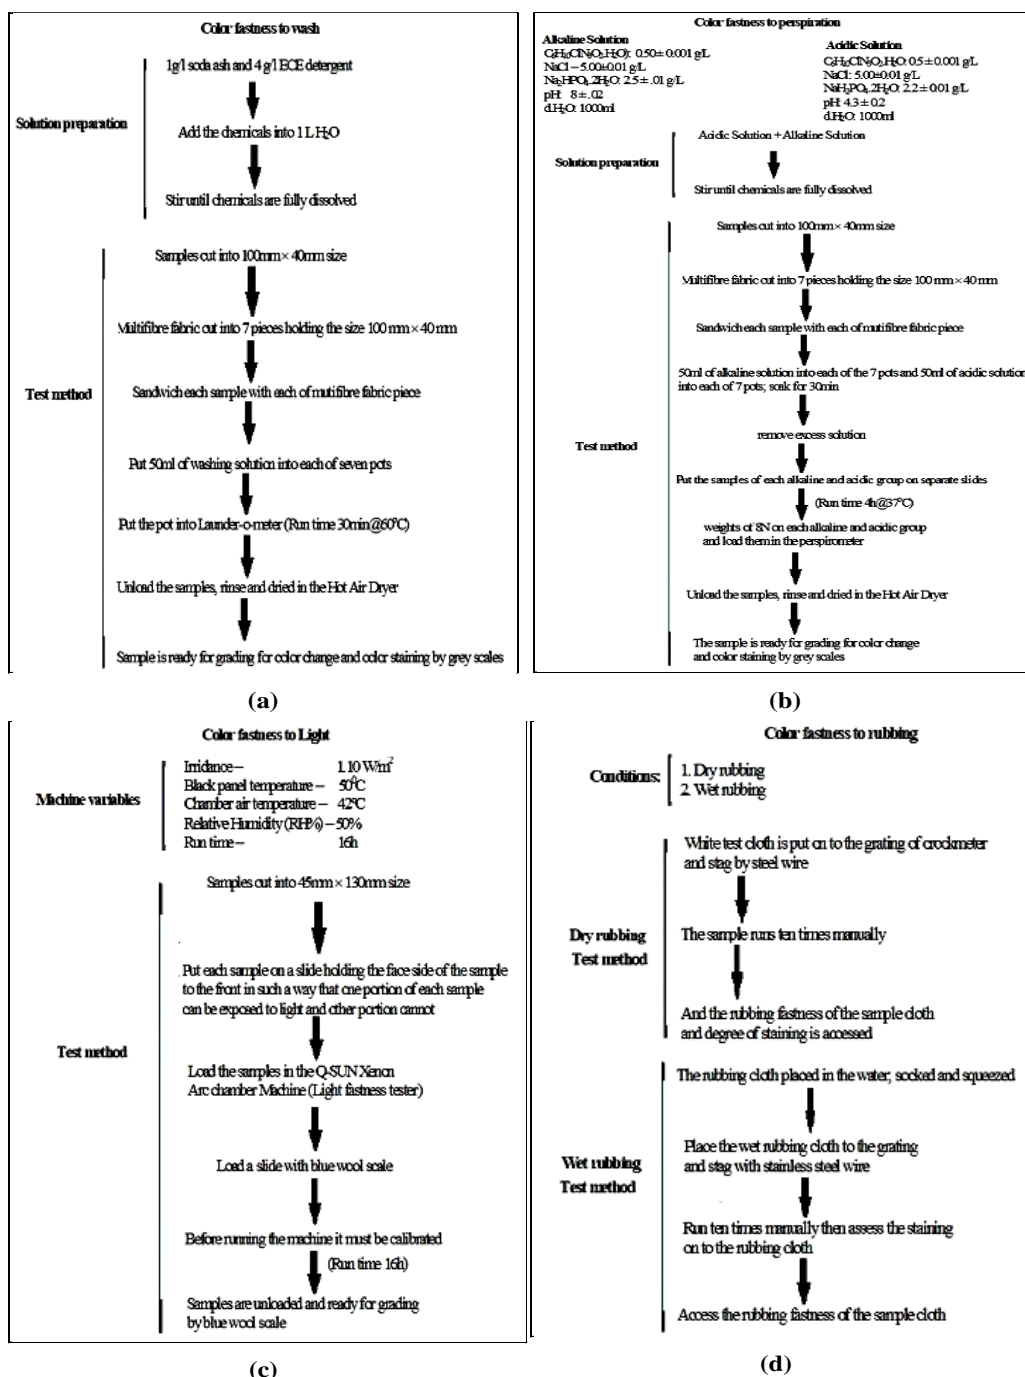 Color fastness to wash
1g/l soda ash and 4 g/l ECE detergent
Solution preparation
Add the chemicals into 1 L H₂O
Stir until chemicals are fully dissolved
Samples cut into 100mm × 40mm size
Multifibre fabric cut into 7 pieces holding the size 100 mm × 40 mm
Test method
Sandwich each sample with each of mutifibre fabric piece
Put 50ml of washing solution into each of seven pots
Put the pot into Launder-o-meter (Run time 30min@60°C)
Unload the samples, rinse and dried in the Hot Air Dryer
Sample is ready for grading for color change and color staining by grey scales
(a)
Color fastness to perspiration
Alkaline Solution
0.50 ± 0.001 g/L
NaCl – 5.00±0.01 g/L
Na₂HPO₄.2H₂O: 2.5 ± .01 g/L
pH: 8 ± .02
d.H₂O: 1000ml
Acidic Solution
0.5 ± 0.001 g/L
NaCl: 5.00±0.01 g/L
NaH₂PO₄.2H₂O: 2.2 ± 0.01 g/L
pH: 4.3 ± 0.2
d.H₂O: 1000ml
Acidic Solution + Alkaline Solution
Solution preparation
Stir until chemicals are fully dissolved
Samples cut into 100mm × 40mm size
Multifibre fabric cut into 7 pieces holding the size 100 mm × 40 mm
Sandwich each sample with each of mutifibre fabric piece
50ml of alkaline solution into each of the 7 pots and 50ml of acidic solution
into each of 7 pots; soak for 30min
remove excess solution
Test method
Put the samples of each alkaline and acidic group on separate slides
(Run time 4h@37°C)
weights of 8N on each alkaline and acidic group
and load them in the perspirometer
Unload the samples, rinse and dried in the Hot Air Dryer
The sample is ready for grading for color change
and color staining by grey scales
(b)
Color fastness to Light
Machine variables
Irridance – 1.10 W/m²
Black panel temperature – 50⁰C
Chamber air temperature – 42°C
Relative Humidity (RH%) – 50%
Run time – 16h
Samples cut into 45mm × 130mm size
Put each sample on a slide holding the face side of the sample
to the front in such a way that one portion of each sample
can be exposed to light and other portion cannot
Test method
Load the samples in the Q-SUN Xenon
Arc chamber Machine (Light fastness tester)
Load a slide with blue wool scale
Before running the machine it must be calibrated
(Run time 16h)
Samples are unloaded and ready for grading
by blue wool scale
(c)
Color fastness to rubbing
Conditions:
1. Dry rubbing
2. Wet rubbing
White test cloth is put on to the grating of crockmeter
and stag by steel wire
Dry rubbing
Test method
The sample runs ten times manually
And the rubbing fastness of the sample cloth
and degree of staining is accessed
The rubbing cloth placed in the water, socked and squeezed
Wet rubbing
Test method
Place the wet rubbing cloth to the grating
and stag with stainless steel wire
Run ten times manually then assess the staining
on to the rubbing cloth
Access the rubbing fastness of the sample cloth
(d)